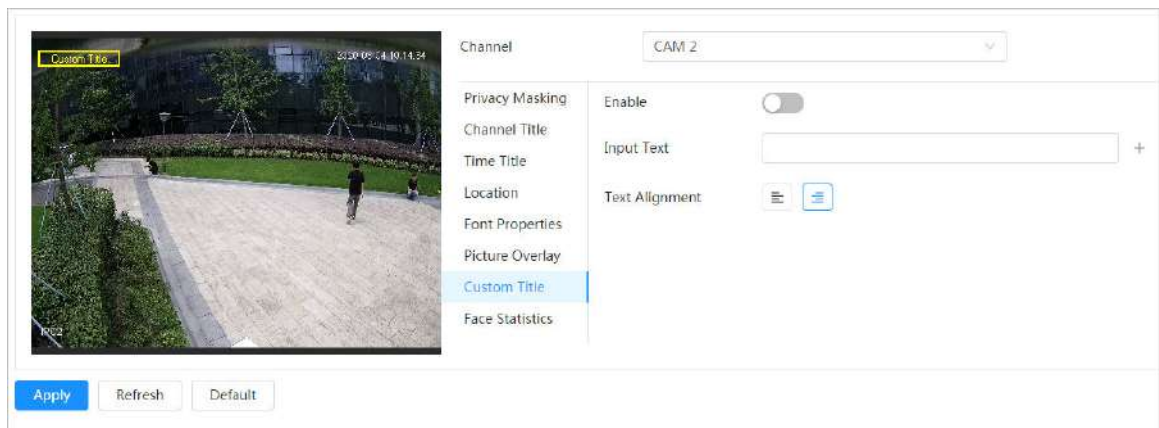 Custom Title
Channel
CAM 2
Privacy Masking
Enable
Channel Title
Input Text
+
Time Title
Location
Text Alignment
Font Properties
Picture Overlay
Custom Title
Face Statistics
IPC2
Apply
Refresh
Default